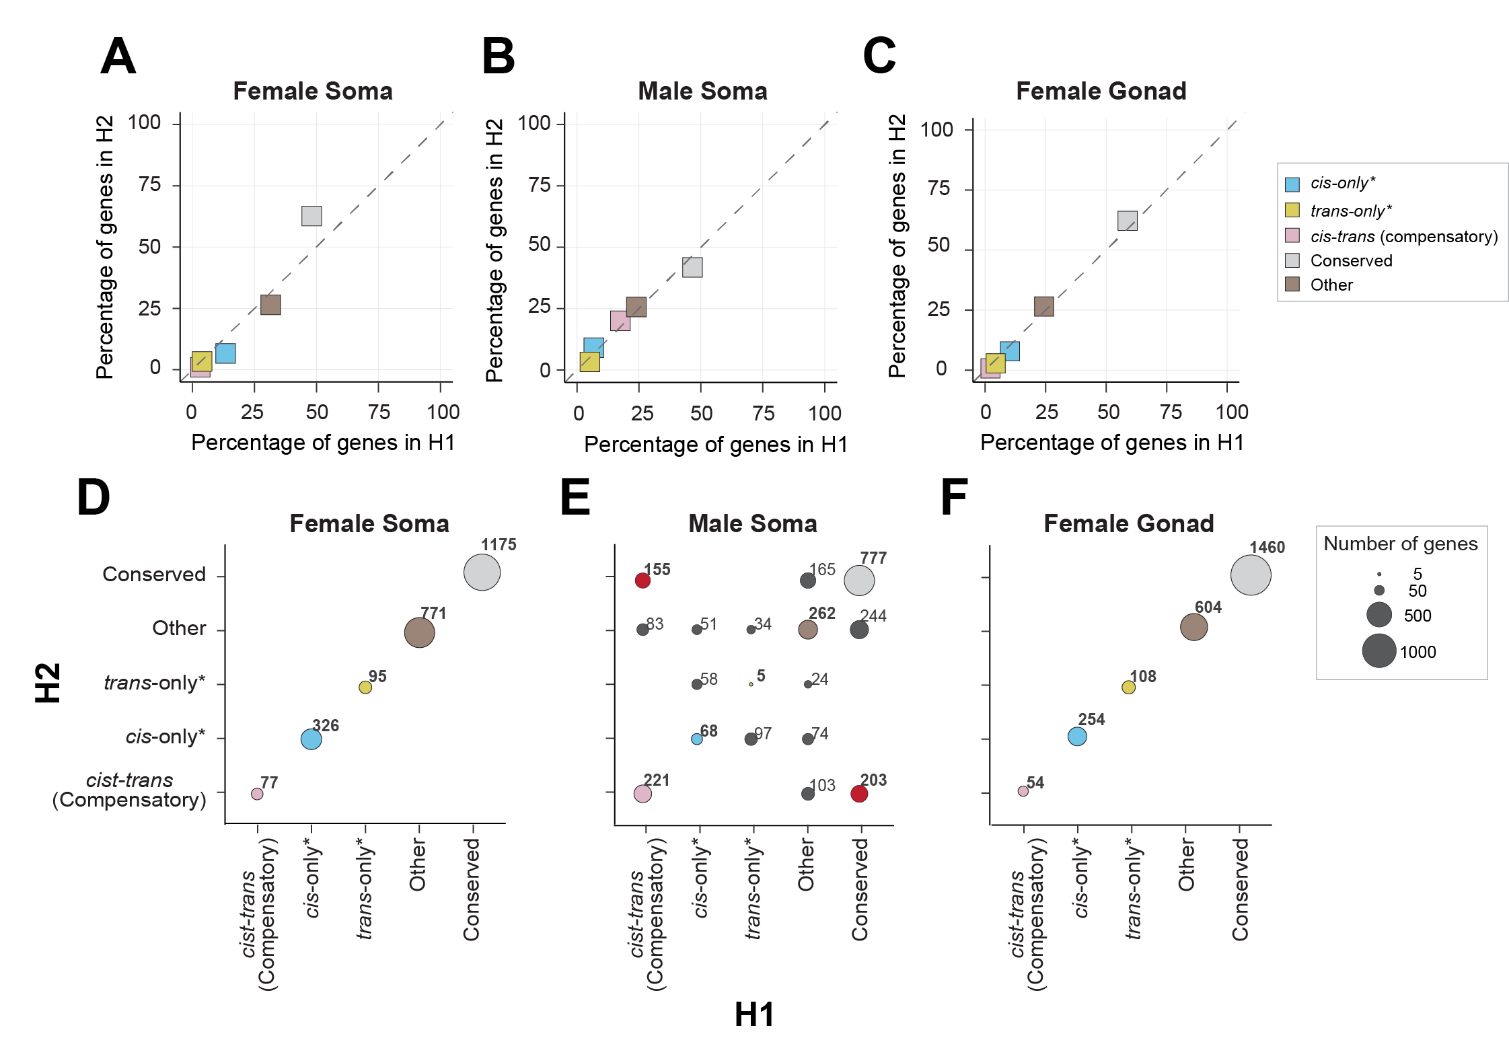 A
B
C
Female Soma
Male Soma
Female Gonad
Percentage of genes in H2
100
75
50
25
0
0 25 50 75 100
Percentage of genes in H1
Percentage of genes in H2
100
75
50
25
0
0 25 50 75 100
Percentage of genes in H1
Percentage of genes in H2
100
75
50
25
0
0 25 50 75 100
Percentage of genes in H1
cis-only*
trans-only*
cis-trans (compensatory)
Conserved
Other
D
E
F
Female Soma
Male Soma
Female Gonad
H2
Conserved
Other
trans-only*
cis-only*
cist-trans
(Compensatory)
1175
771
95
326
77
cist-trans
(Compensatory)
cis-only*
trans-only*
Other
Conserved
155 165 777
83 51 34 262 244
58 5 24
68 97 74
221 103 203
cist-trans
(Compensatory)
cis-only*
trans-only*
Other
Conserved
1460
604
108
254
54
cist-trans
(Compensatory)
cis-only*
trans-only*
Other
Conserved
Number of genes
5
50
500
1000
H1